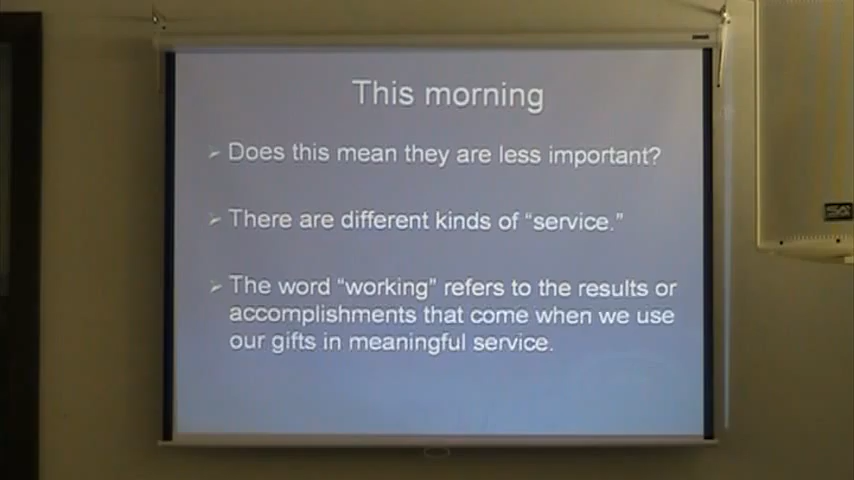 This morning
Does this mean they are less important?
There are different kinds of “service.”
The word “working” refers to the results or
accomplishments that come when we use
our gifts in meaningful service.